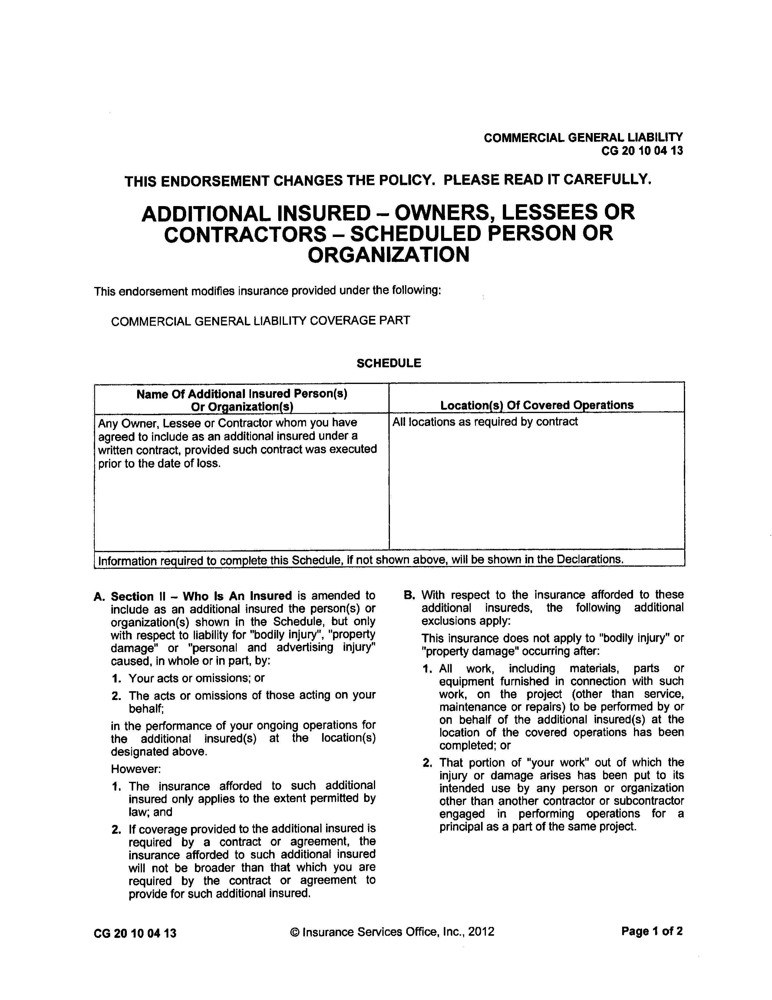 COMMERCIAL GENERAL LIABILITY
CG 20 10 04 13
THIS ENDORSEMENT CHANGES THE POLICY. PLEASE READ IT CAREFULLY.
ADDITIONAL INSURED – OWNERS, LESSEES OR
CONTRACTORS – SCHEDULED PERSON OR
ORGANIZATION
This endorsement modifies insurance provided under the following:
COMMERCIAL GENERAL LIABILITY COVERAGE PART
SCHEDULE
Name Of Additional Insured Person(s)
Or Organization(s)
Location(s) Of Covered Operations
Any Owner, Lessee or Contractor whom you have
agreed to include as an additional insured under a
written contract, provided such contract was executed
prior to the date of loss.
All locations as required by contract
Information required to complete this Schedule, if not shown above, will be shown in the Declarations.
A. Section II – Who Is An Insured is amended to
include as an additional insured the person(s) or
organization(s) shown in the Schedule, but only
with respect to liability for "bodily injury", "property
damage" or "personal and advertising injury"
caused, in whole or in part, by:
1. Your acts or omissions; or
2. The acts or omissions of those acting on your
behalf;
in the performance of your ongoing operations for
the additional insured(s) at the location(s)
designated above.
However:
1. The insurance afforded to such additional
insured only applies to the extent permitted by
law; and
2. If coverage provided to the additional insured is
required by a contract or agreement, the
insurance afforded to such additional insured
will not be broader than that which you are
required by the contract or agreement to
provide for such additional insured.
B. With respect to the insurance afforded to these
additional insureds, the following additional
exclusions apply:
This insurance does not apply to "bodily injury" or
"property damage" occurring after:
1. All work, including materials, parts or
equipment furnished in connection with such
work, on the project (other than service,
maintenance or repairs) to be performed by or
on behalf of the additional insured(s) at the
location of the covered operations has been
completed; or
2. That portion of "your work" out of which the
injury or damage arises has been put to its
intended use by any person or organization
other than another contractor or subcontractor
engaged in performing operations for a
principal as a part of the same project.
CG 20 10 04 13
© Insurance Services Office, Inc., 2012
Page 1 of 2